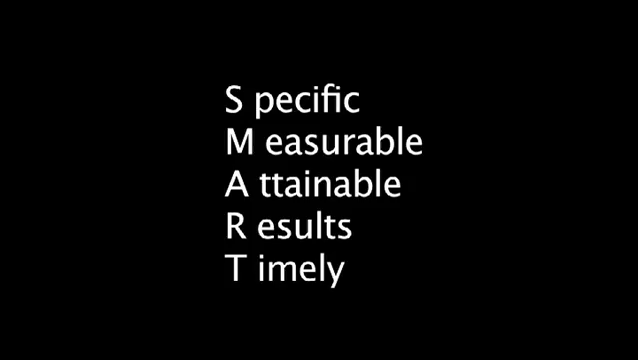 S pecific
M easurable
A ttainable
R esults
T imely